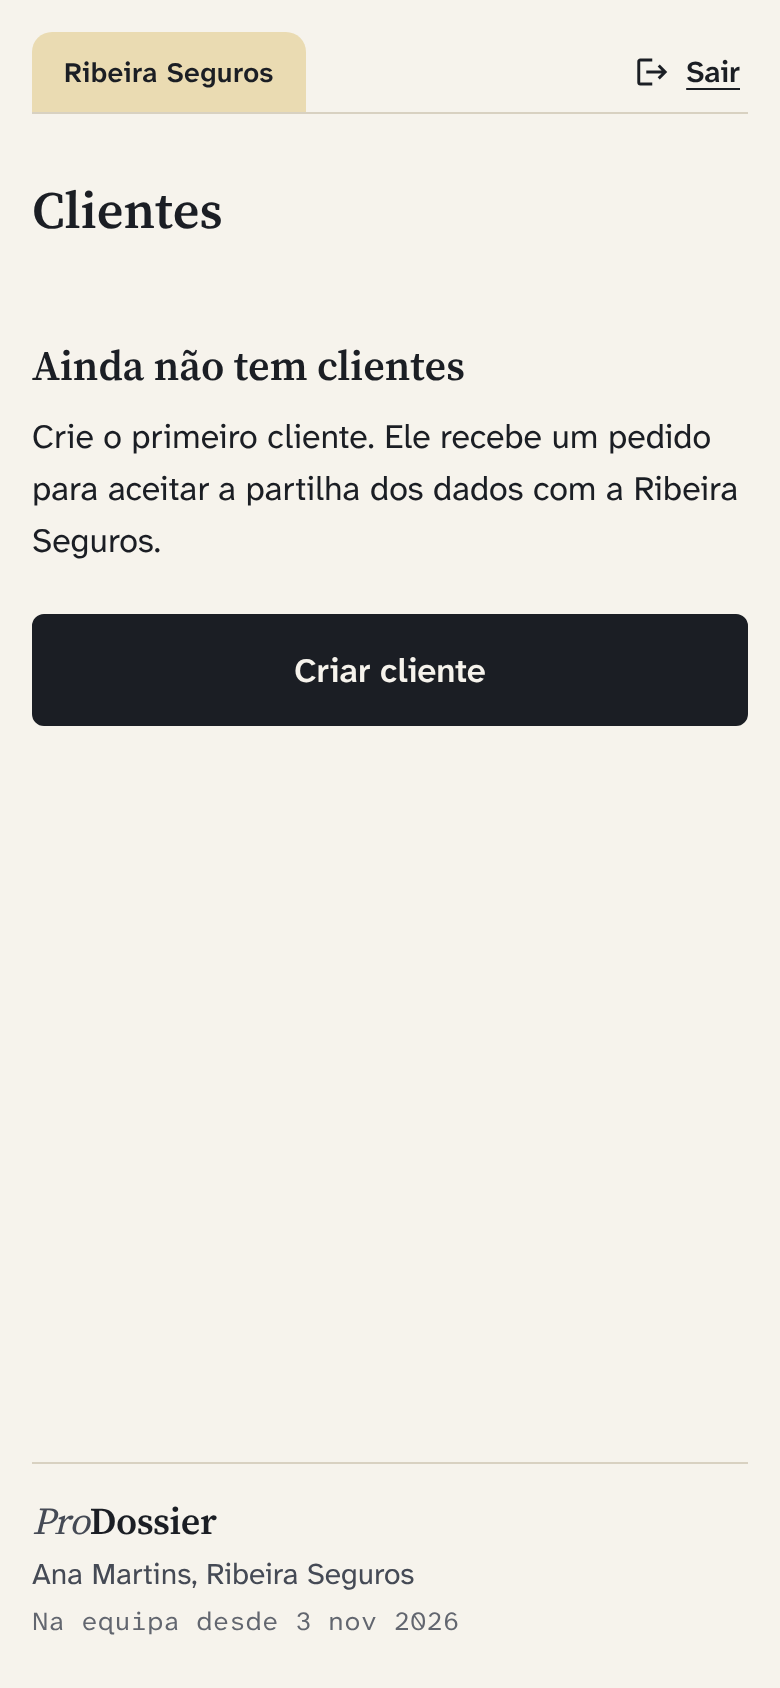 Ribeira Seguros
Sair
Clientes
Ainda não tem clientes
Crie o primeiro cliente. Ele recebe um pedido
para aceitar a partilha dos dados com a Ribeira
Seguros.
Criar cliente
ProDossier
Ana Martins, Ribeira Seguros
Na equipa desde 3 nov 2026